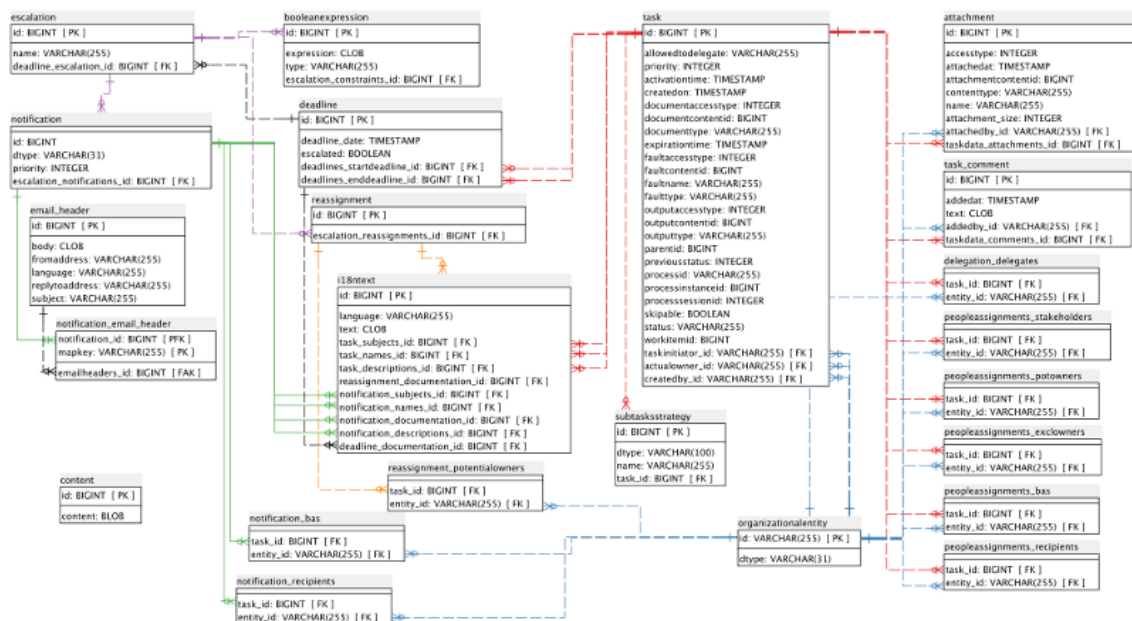 escalation
id: BIGINT [PK]
name: VARCHAR(255)
deadline_escalation_id: BIGINT [ FK ]
booleanexpression
id: BIGINT [ PK ]
expression: CLOB
type: VARCHAR(255)
escalation_constraints_id: BIGINT [ FK ]
task
id: BIGINT [ PK ]
allowedtodelegate: VARCHAR(255)
priority: INTEGER
activationtime: TIMESTAMP
createdon: TIMESTAMP
documentaccesstype: INTEGER
documentcontentid: BIGINT
documenttype: VARCHAR(255)
expirationtime: TIMESTAMP
faultaccesstype: INTEGER
faultcontentid: BIGINT
faultname: VARCHAR(255)
faulttype: VARCHAR(255)
outputaccesstype: INTEGER
outputcontentid: BIGINT
outputtype: VARCHAR(255)
parentid: BIGINT
previousstatus: INTEGER
processid: VARCHAR(255)
processinstanceid: BIGINT
processsessionid: INTEGER
skipable: BOOLEAN
status: VARCHAR(255)
workitemid: BIGINT
taskinitiator_id: VARCHAR(255) [ FK ]
actualowner_id: VARCHAR(255) [ FK ]
createdby_id: VARCHAR(255) [ FK ]
attachment
id: BIGINT [ PK ]
accesstype: INTEGER
attachedat: TIMESTAMP
attachmentcontentid: BIGINT
contenttype: VARCHAR(255)
name: VARCHAR(255)
attachment_size: INTEGER
attachedby_id: VARCHAR(255) [ FK ]
taskdata_attachments_id: BIGINT [ FK ]
notification
id: BIGINT
dtype: VARCHAR(31)
priority: INTEGER
escalation_notifications_id: BIGINT [ FK ]
deadline
id: BIGINT [ PK ]
deadline_date: TIMESTAMP
escalated: BOOLEAN
deadlines_startdeadline_id: BIGINT [ FK ]
deadlines_enddeadline_id: BIGINT [ FK ]
task_comment
id: BIGINT [ PK ]
addedat: TIMESTAMP
text: CLOB
addedby_id: VARCHAR(255) [ FK ]
taskdata_comments_id: BIGINT [ FK ]
reassignment
id: BIGINT [ PK ]
escalation_reassignments_id: BIGINT [ FK ]
email_header
id: BIGINT [ PK ]
body: CLOB
fromaddress: VARCHAR(255)
language: VARCHAR(255)
replytoaddress: VARCHAR(255)
subject: VARCHAR(255)
delegation_delegates
task_id: BIGINT [ FK ]
entity_id: VARCHAR(255) [ FK ]
i18ntext
id: BIGINT [ PK ]
language: VARCHAR(255)
text: CLOB
task_subjects_id: BIGINT [ FK ]
task_names_id: BIGINT [ FK ]
task_descriptions_id: BIGINT [ FK ]
reassignment_documentation_id: BIGINT [ FK ]
notification_subjects_id: BIGINT [ FK ]
notification_names_id: BIGINT [ FK ]
notification_documentation_id: BIGINT [ FK ]
notification_descriptions_id: BIGINT [ FK ]
deadline_documentation_id: BIGINT [ FK ]
notification_email_header
notification_id: BIGINT [ PFK ]
mapkey: VARCHAR(255) [ PK ]
emailheaders_id: BIGINT [ FAK ]
peopleassignments_stakeholders
task_id: BIGINT [ FK ]
entity_id: VARCHAR(255) [ FK ]
peopleassignments_potowners
task_id: BIGINT [ FK ]
entity_id: VARCHAR(255) [ FK ]
subtasksstrategy
id: BIGINT [ PK ]
dtype: VARCHAR(100)
name: VARCHAR(255)
task_id: BIGINT [ FK ]
peopleassignments_exclowners
task_id: BIGINT [ FK ]
entity_id: VARCHAR(255) [ FK ]
reassignment_potentialowners
task_id: BIGINT [ FK ]
entity_id: VARCHAR(255) [ FK ]
content
id: BIGINT [ PK ]
content: BLOB
peopleassignments_bas
task_id: BIGINT [ FK ]
entity_id: VARCHAR(255) [ FK ]
notification_bas
task_id: BIGINT [ FK ]
entity_id: VARCHAR(255) [ FK ]
organizationalentity
id: VARCHAR(255) [ PK ]
dtype: VARCHAR(31)
peopleassignments_recipients
task_id: BIGINT [ FK ]
entity_id: VARCHAR(255) [ FK ]
notification_recipients
task_id: BIGINT [ FK ]
entity_id: VARCHAR(255) [ FK ]